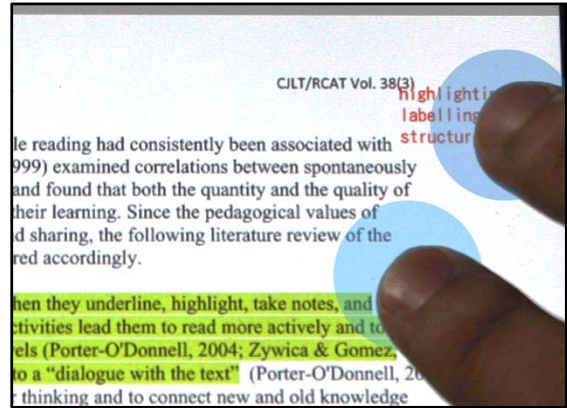 CJLT/RCAT Vol. 38(3)
labelling
le reading had consistently been associated with
999) examined correlations between spontaneously
and found that both the quantity and the quality of
their learning. Since the pedagogical values of
d sharing, the following literature review of the
red accordingly.
hen they underline, highlight, take notes, and
ctivities lead them to read more actively and to
els (Porter-O'Donnell, 2004; Zywica & Gomez,
to a “dialogue with the text” (Porter-O'Donnell,
r thinking and to connect new and old knowledge